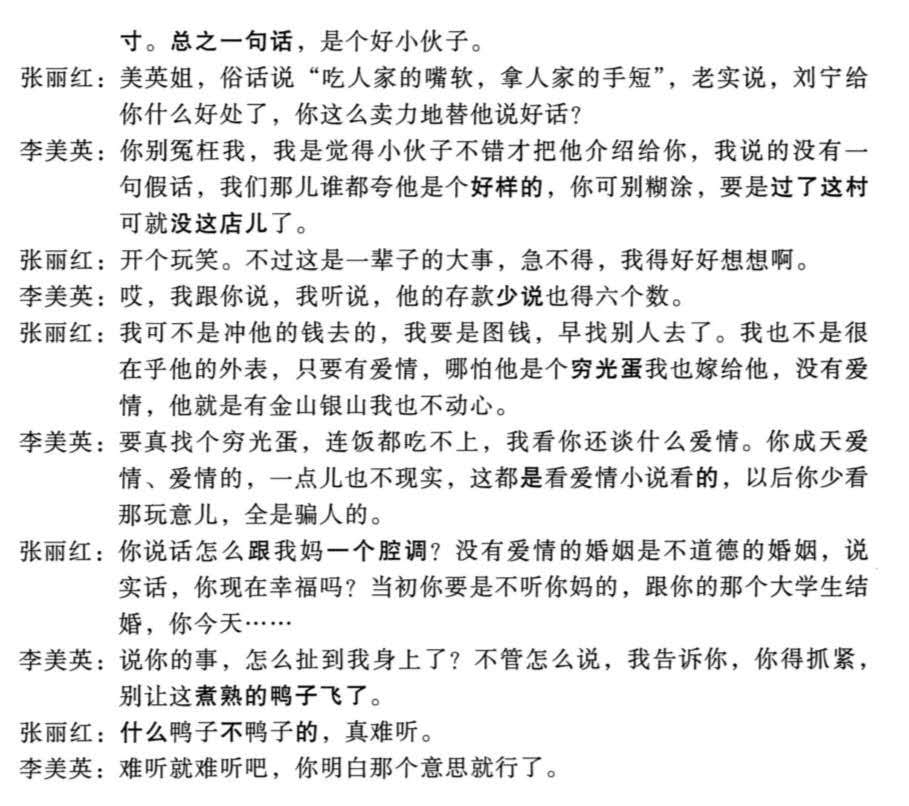 寸。总之一句话，是个好小伙子。
张丽红：美英姐，俗话说“吃人家的嘴软，拿人家的手短”，老实说，刘宁给
你什么好处了，你这么卖力地替他说好话？
李美英：你别冤枉我，我是觉得小伙子不错才把他介绍给你，我说的没有一
句假话，我们那儿谁都夸他是个好样的，你可别糊涂，要是过了这村
可就没这店儿了。
张丽红：开个玩笑。不过这是一辈子的大事，急不得，我得好好想想啊。
李美英：哎，我跟你说，我听说，他的存款少说也得六个数。
张丽红：我可不是冲他的钱去的，我要是图钱，早找别人去了。我也不是很
在乎他的外表，只要有爱情，哪怕他是个穷光蛋我也嫁给他，没有爱
情，他就是有金山银山我也不动心。
李美英：要真找个穷光蛋，连饭都吃不上，我看你还谈什么爱情。你成天爱
情、爱情的，一点儿也不现实，这都是看爱情小说看的，以后你少看
那玩意儿，全是骗人的。
张丽红：你说话怎么跟我妈一个腔调？没有爱情的婚姻是不道德的婚姻，说
实话，你现在幸福吗？当初你要是不听你妈的，跟你的那个大学生结
婚，你今天……
李美英：说你的事，怎么扯到我身上了？不管怎么说，我告诉你，你得抓紧，
别让这煮熟的鸭子飞了。
张丽红：什么鸭子不鸭子的，真难听。
李美英：难听就难听吧，你明白那个意思就行了。